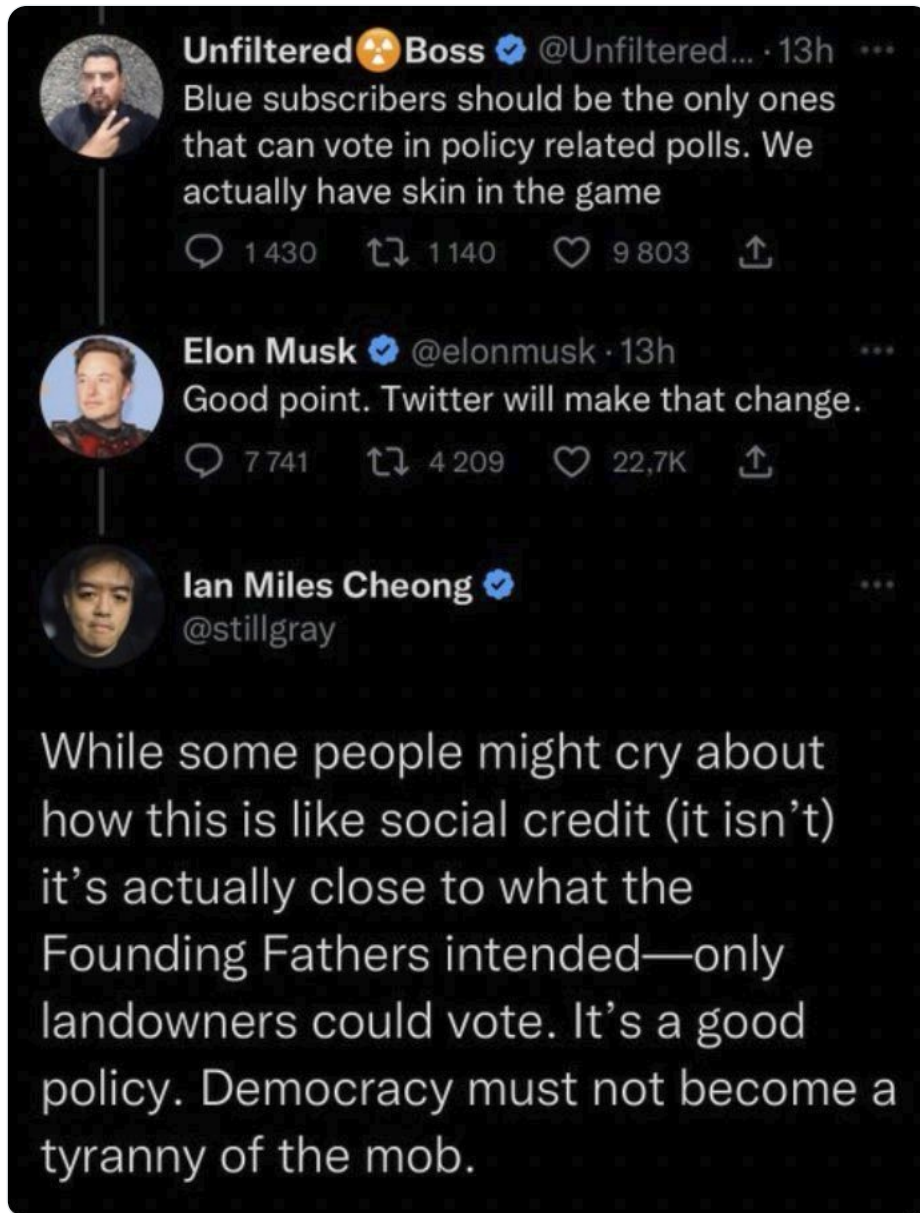 Unfiltered☢️Boss @Unfiltered... · 13h
Blue subscribers should be the only ones
that can vote in policy related polls. We
actually have skin in the game
1 430 1 140 9 803
Elon Musk @elonmusk · 13h
Good point. Twitter will make that change.
7 741 4 209 22,7K
Ian Miles Cheong
@stillgray
While some people might cry about
how this is like social credit (it isn’t)
it’s actually close to what the
Founding Fathers intended—only
landowners could vote. It’s a good
policy. Democracy must not become a
tyranny of the mob.